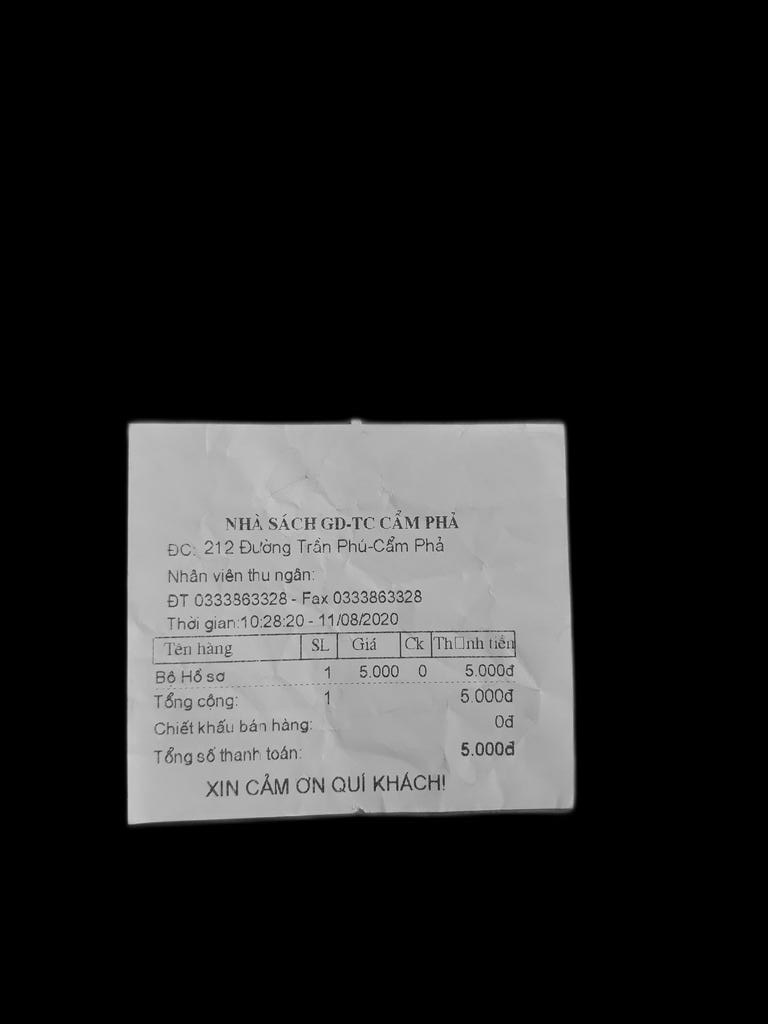 NHÀ SÁCH GD-TC CẨM PHẢ
ĐC: 212 Đường Trần Phú-Cẩm Phả
Nhân viên thu ngân:
ĐT 0333863328 - Fax 0333863328
Thời gian:10:28:20 - 11/08/2020
Tên hàng SL Giá Ck Th□nh tiền
Bộ Hồ sơ 1 5.000 0 5.000đ
Tổng cộng: 1 5.000đ
Chiết khấu bán hàng: 0đ
Tổng số thanh toán: 5.000đ
XIN CẢM ƠN QUÍ KHÁCH!